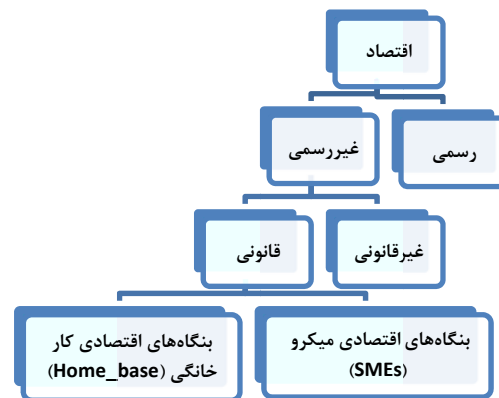 اقتصاد
رسمی
غیررسمی
غیرقانونی
قانونی
بنگاه‌های اقتصادی میکرو
(SMEs)
بنگاه‌های اقتصادی کار
خانگی (Home_base)